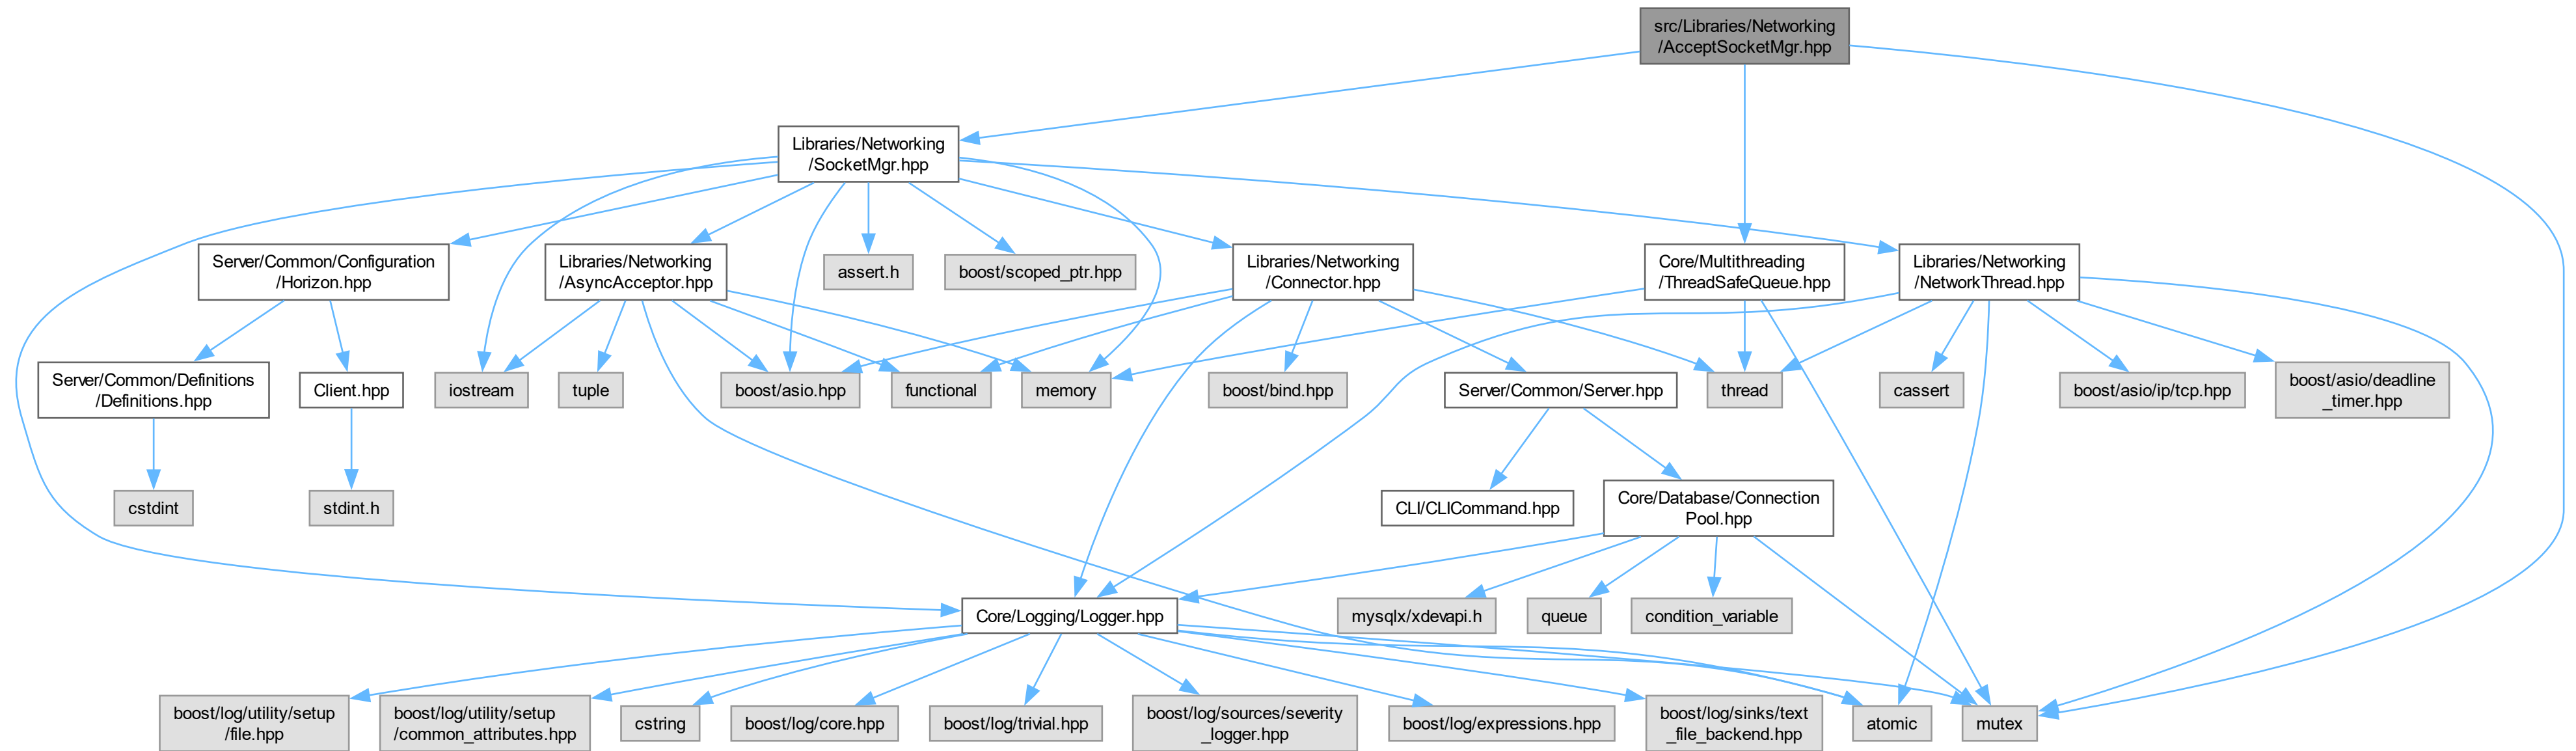 src/Libraries/Networking
/AcceptSocketMgr.hpp
Libraries/Networking
/SocketMgr.hpp
Server/Common/Configuration
/Horizon.hpp
Libraries/Networking
/AsyncAcceptor.hpp
assert.h
boost/scoped_ptr.hpp
Libraries/Networking
/Connector.hpp
Core/Multithreading
/ThreadSafeQueue.hpp
Libraries/Networking
/NetworkThread.hpp
Server/Common/Definitions
/Definitions.hpp
Client.hpp
iostream
tuple
boost/asio.hpp
functional
memory
boost/bind.hpp
Server/Common/Server.hpp
thread
cassert
boost/asio/ip/tcp.hpp
boost/asio/deadline
_timer.hpp
cstdint
stdint.h
CLI/CLICommand.hpp
Core/Database/Connection
Pool.hpp
Core/Logging/Logger.hpp
mysqlx/xdevapi.h
queue
condition_variable
boost/log/utility/setup
/file.hpp
boost/log/utility/setup
/common_attributes.hpp
cstring
boost/log/core.hpp
boost/log/trivial.hpp
boost/log/sources/severity
_logger.hpp
boost/log/expressions.hpp
boost/log/sinks/text
_file_backend.hpp
atomic
mutex